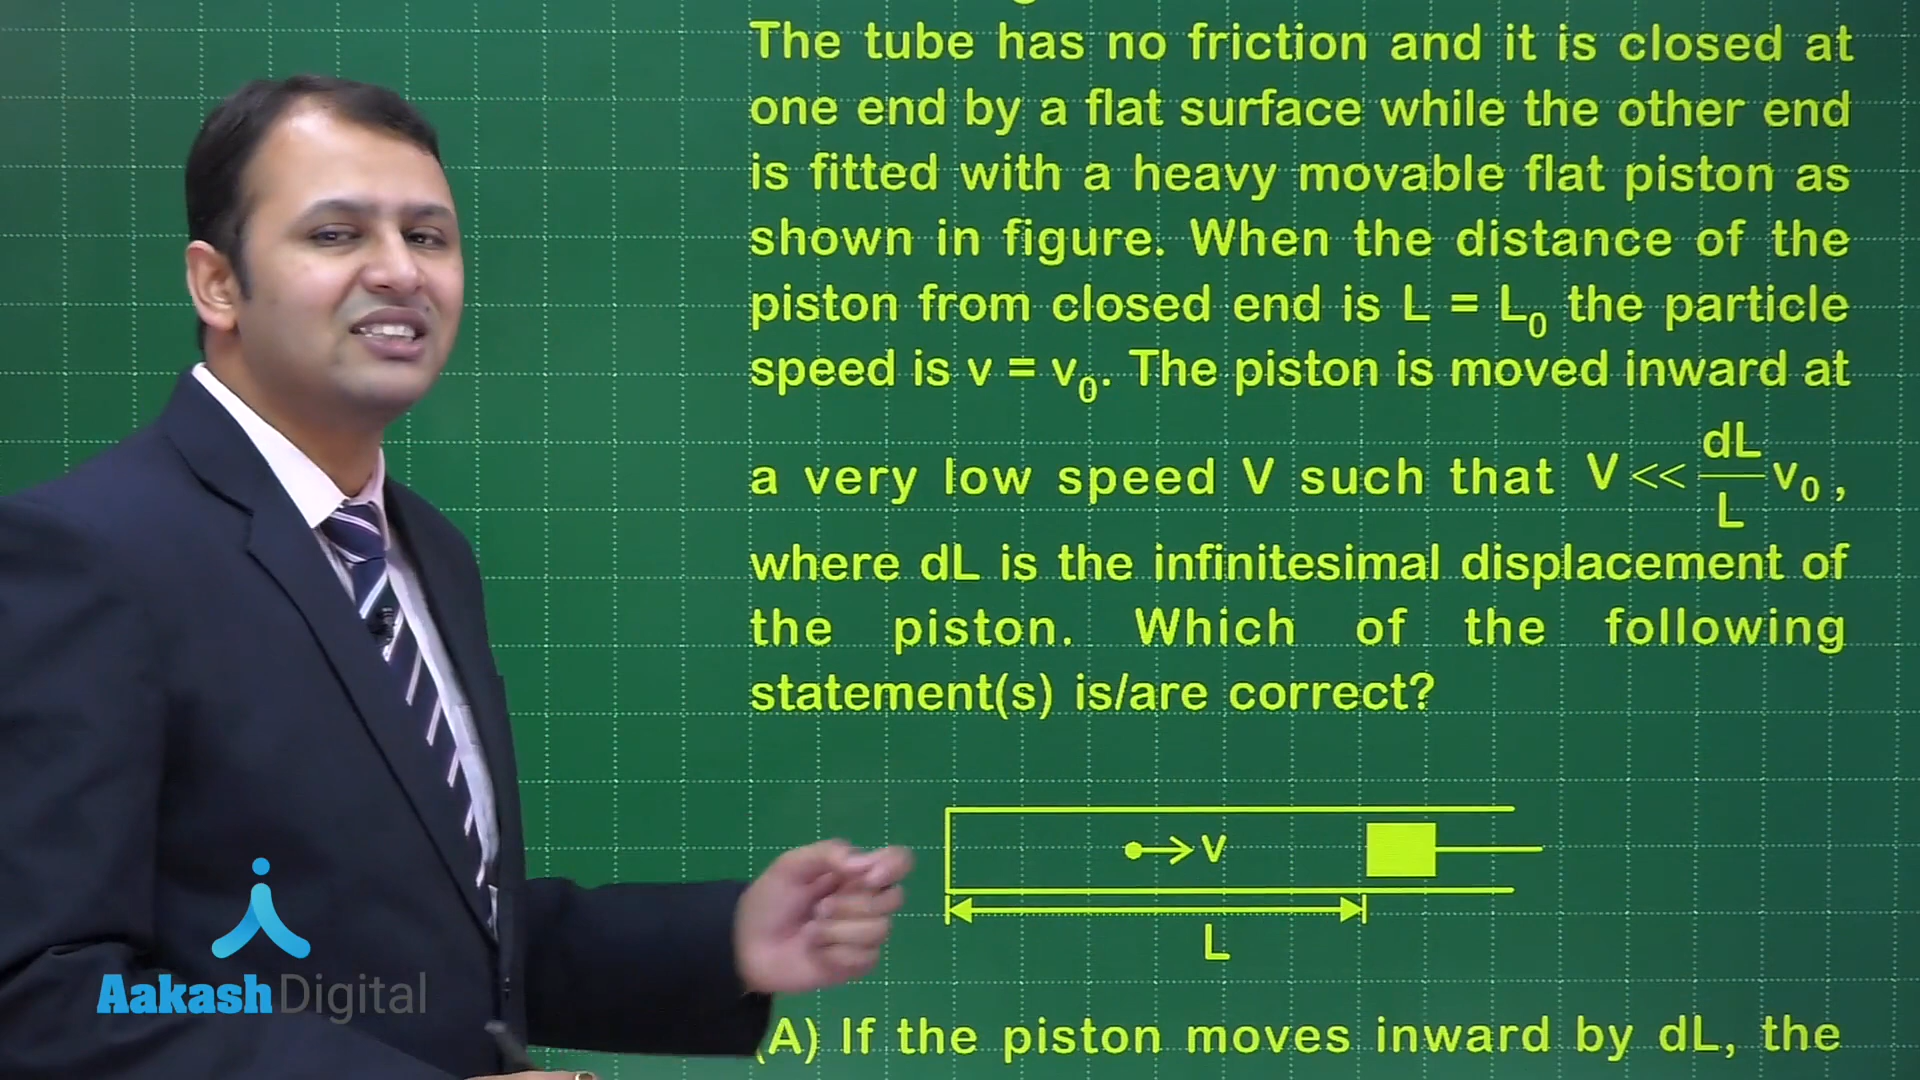 The tube has no friction and it is closed at
one end by a flat surface while the other end
is fitted with a heavy movable flat piston as
shown in figure. When the distance of the
piston from closed end is L = L₀ the particle
speed is v = v₀. The piston is moved inward at
a very low speed V such that V << dL/L v₀,
where dL is the infinitesimal displacement of
the piston. Which of the following
statement(s) is/are correct?
V
L
(A) If the piston moves inward by dL, the
Aakash Digital